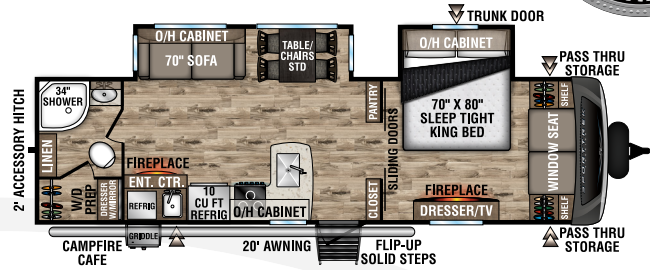 TRUNK DOOR
O/H CABINET
70" SOFA
TABLE/
CHAIRS
STD
O/H CABINET
PASS THRU
STORAGE
34"
SHOWER
2' ACCESSORY HITCH
LINEN
PANTRY
SLIDING DOORS
70" X 80"
SLEEP TIGHT
KING BED
SHELF
WINDOW SEAT
SPORTTREK
FIREPLACE
ENT. CTR.
W/D
PREP
DRESSER
W/MIRROR
REFRIG
10
CU FT
REFRIG
O/H CABINET
CLOSET
FIREPLACE
DRESSER/TV
SHELF
GRIDDLE
CAMPFIRE
CAFE
20' AWNING
FLIP-UP
SOLID STEPS
PASS THRU
STORAGE